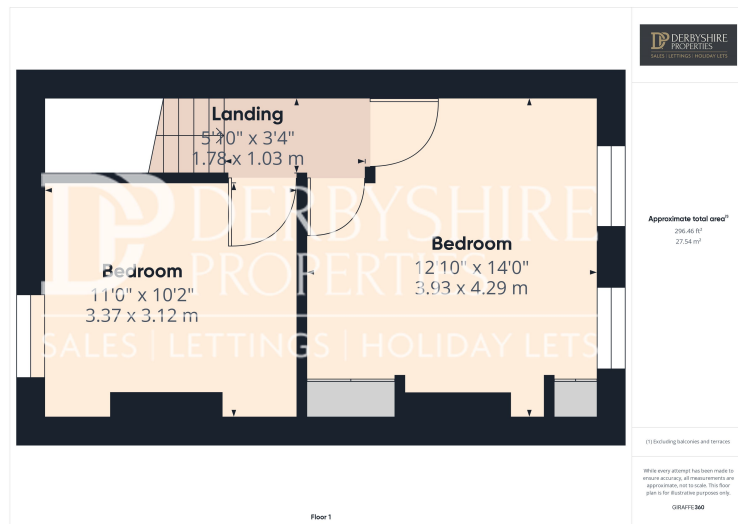 Landing
5'10" x 3'4"
1.78 x 1.03 m
Bedroom
11'0" x 10'2"
3.37 x 3.12 m
Bedroom
12'10" x 14'0"
3.93 x 4.29 m
DERBYSHIRE
PROPERTIES
SALES | LETTINGS | HOLIDAY LETS
Floor 1
DP DERBYSHIRE
PROPERTIES
SALES | LETTINGS | HOLIDAY LETS
Approximate total area⁽¹⁾
296.46 ft²
27.54 m²
(1) Excluding balconies and terraces
While every attempt has been made to
ensure accuracy, all measurements are
approximate, not to scale. This floor
plan is for illustrative purposes only.
GIRAFFE360